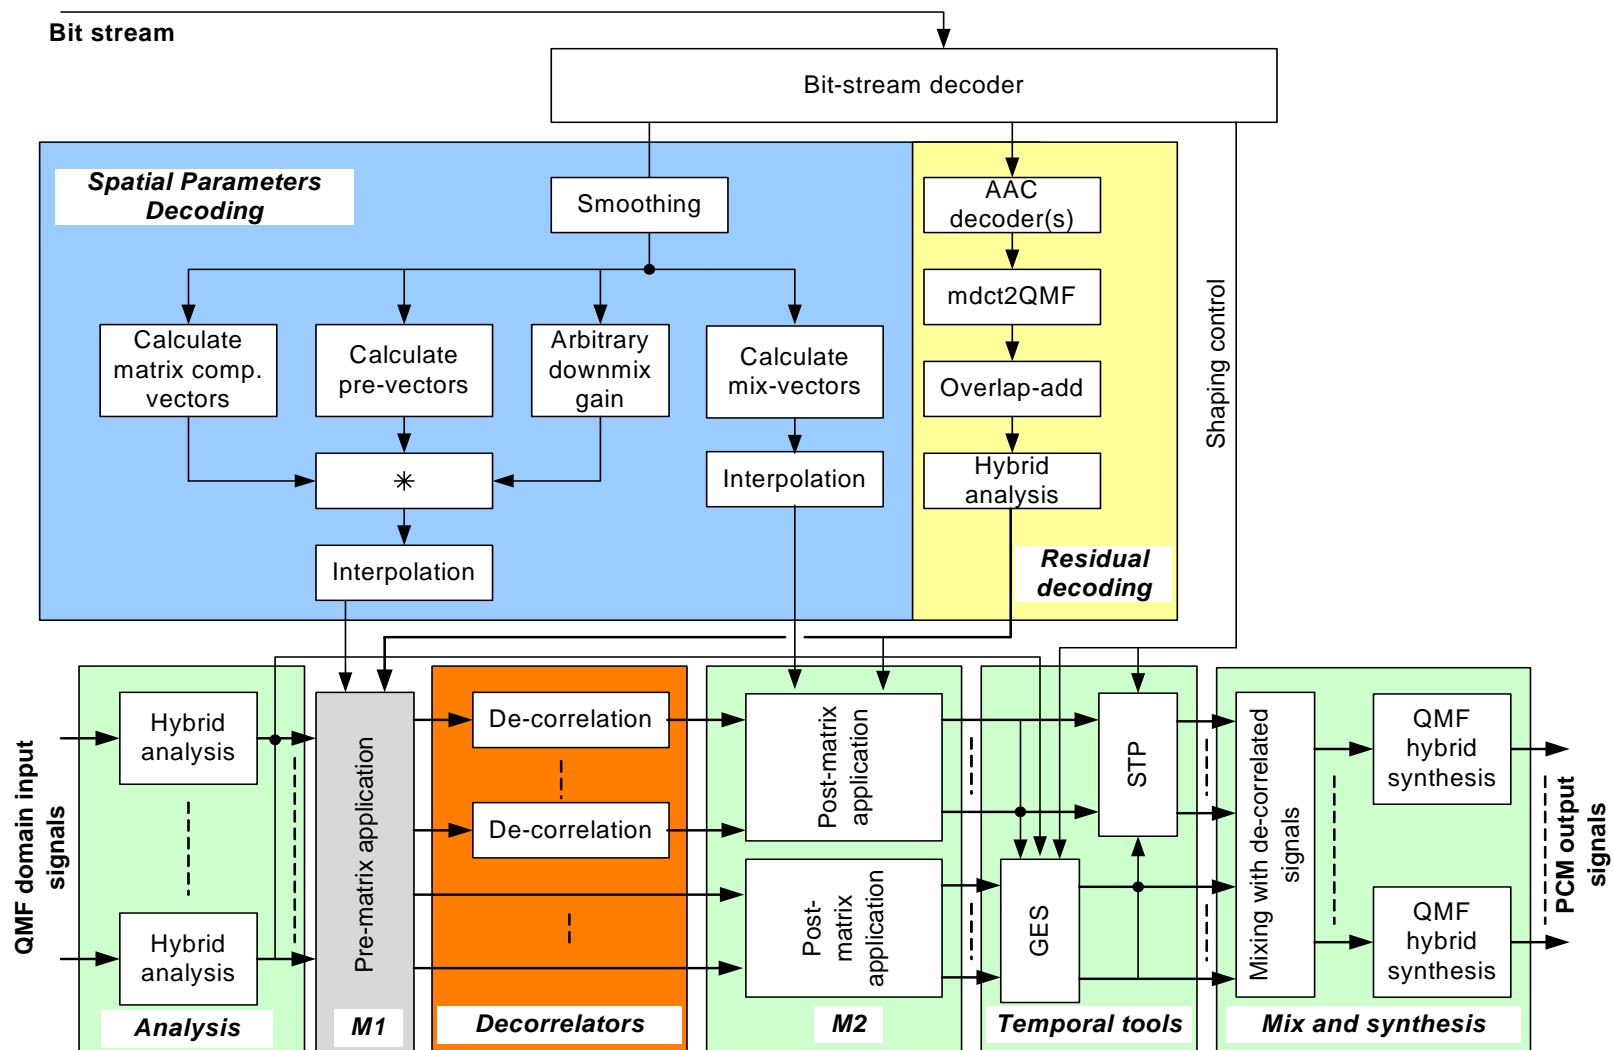 Bit stream
Bit-stream decoder
Spatial Parameters
Decoding
Smoothing
AAC
decoder(s)
mdct2QMF
Shaping control
Calculate
matrix comp.
vectors
Calculate
pre-vectors
Arbitrary
downmix
gain
Calculate
mix-vectors
Overlap-add
Interpolation
Hybrid
analysis
Interpolation
Residual
decoding
QMF domain input
signals
Hybrid
analysis
Hybrid
analysis
Analysis
Pre-matrix application
M1
De-correlation
De-correlation
Decorrelators
Post-matrix
application
Post-
matrix
application
M2
STP
GES
Temporal tools
Mixing with de-correlated
signals
QMF
hybrid
synthesis
QMF
hybrid
synthesis
Mix and synthesis
PCM output
signals